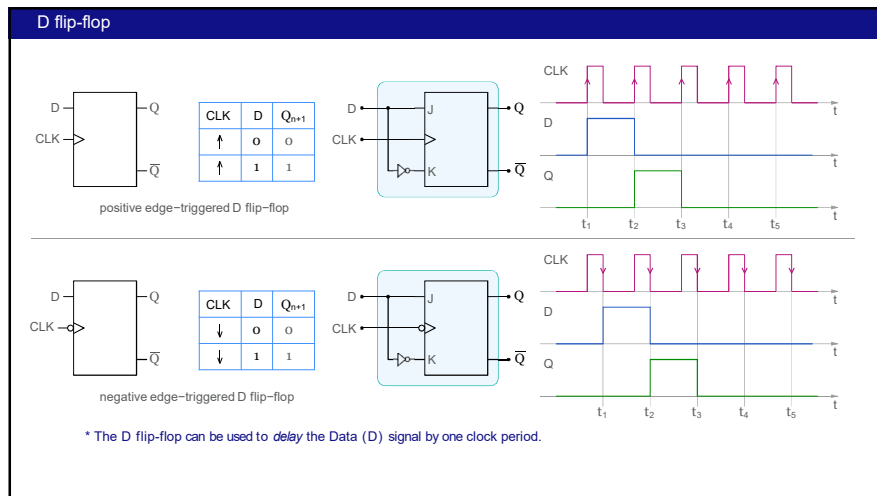 D flip-flop
D
CLK
Q
Q̅
positive edge−triggered D flip−flop
CLK D Qn+1
↑ 0 0
↑ 1 1
D
CLK
J
K
Q
Q̅
CLK
t
D
t
Q
t
t1 t2 t3 t4 t5
D
CLK
Q
Q̅
negative edge−triggered D flip−flop
CLK D Qn+1
↓ 0 0
↓ 1 1
D
CLK
J
K
Q
Q̅
CLK
t
D
t
Q
t
t1 t2 t3 t4 t5
* The D flip-flop can be used to delay the Data (D) signal by one clock period.